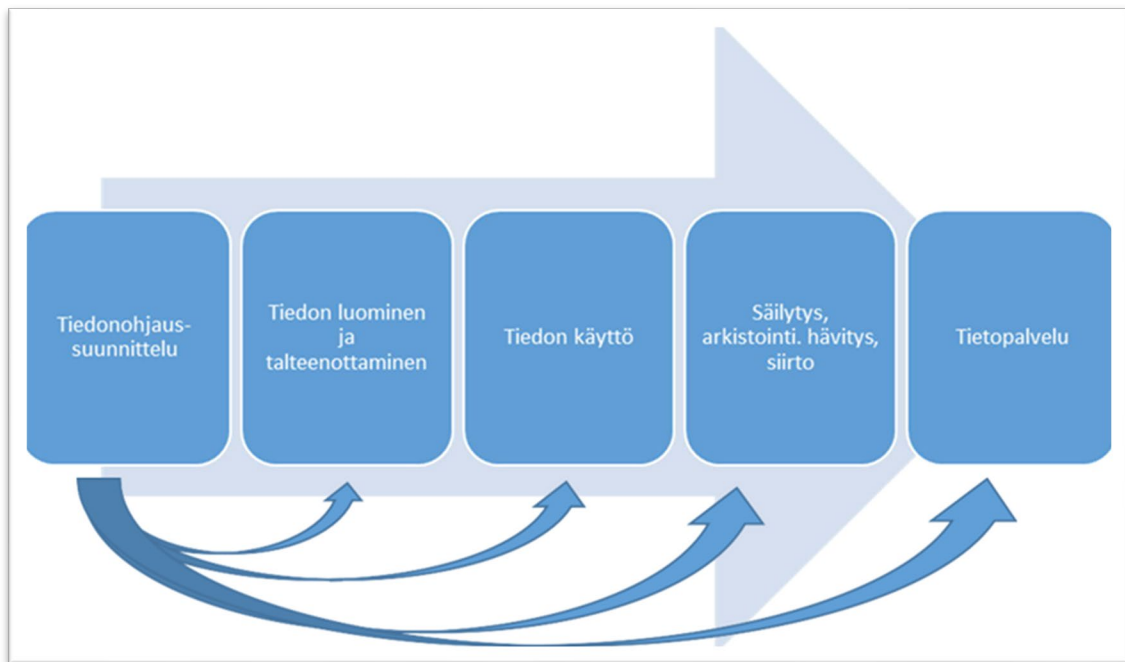 Tiedonohjaus-
suunnittelu
Tiedon luominen
ja
talteenottaminen
Tiedon käyttö
Säilytys,
arkistointi. hävitys,
siirto
Tietopalvelu